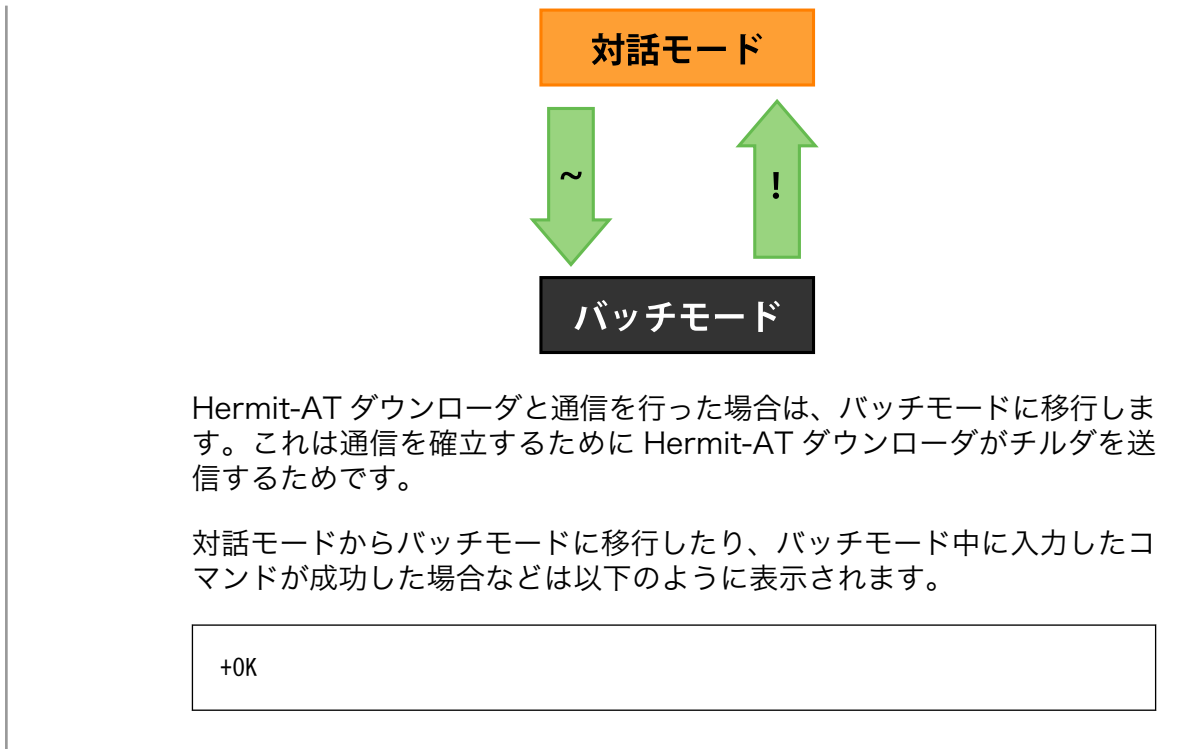 対話モード
~
!
バッチモード
Hermit-AT ダウンローダと通信を行った場合は、バッチモードに移行しま
す。これは通信を確立するために Hermit-AT ダウンローダがチルダを送
信するためです。
対話モードからバッチモードに移行したり、バッチモード中に入力したコ
マンドが成功した場合などは以下のように表示されます。
+OK